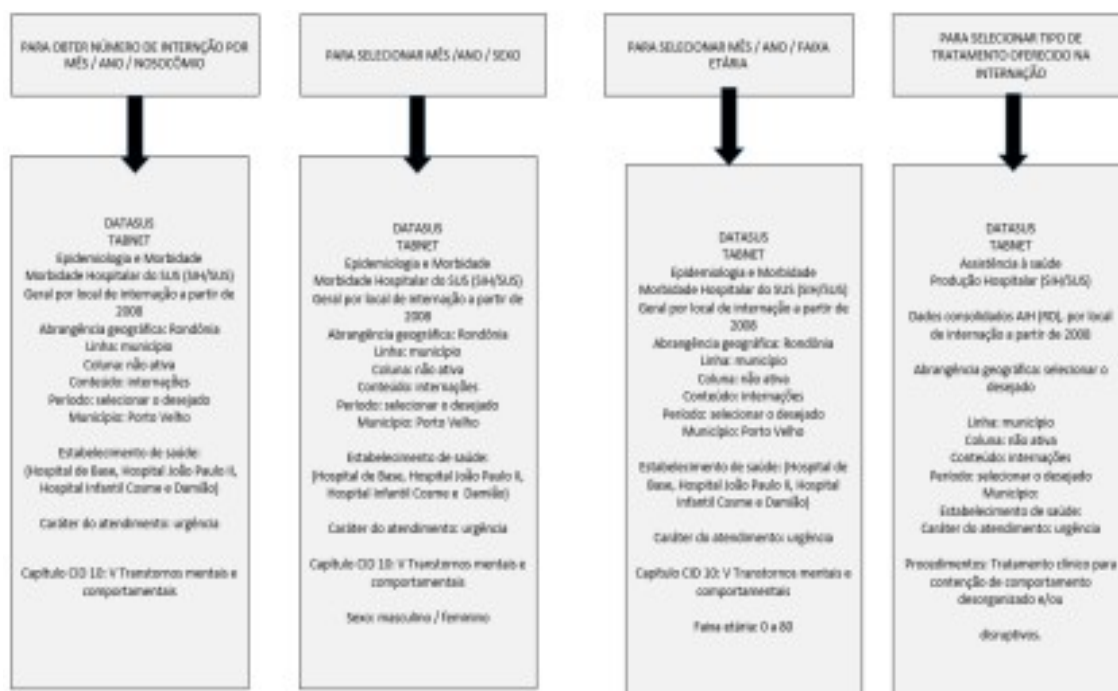 PARA OBTER NÚMERO DE INTERNÇÃO POR
MÊS / ANO / NOSOCÔMIO
PARA SELECIONAR MÊS /ANO / SEXO
PARA SELECIONAR MÊS / ANO / FAIXA
ETÁRIA
PARA SELECIONAR TIPO DE
TRATAMENTO OFERECIDO NA
INTERNAÇÃO
DATASUS
TABNET
Epidemiologia e Morbidade
Morbidade Hospitalar do SUS (SIH/SUS)
Geral por local de internação a partir de
2008
Abrangência geográfica: Rondônia
Linha: município
Coluna: não ativa
Conteúdo: internações
Período: selecionar o desejado
Município: Porto Velho
Estabelecimento de saúde:
(Hospital de Base, Hospital João Paulo II,
Hospital Infantil Cosme e Damião)
Caráter do atendimento: urgência
Capítulo CID 10: V Transtornos mentais e
comportamentais
DATASUS
TABNET
Epidemiologia e Morbidade
Morbidade Hospitalar do SUS (SIH/SUS)
Geral por local de internação a partir de
2008
Abrangência geográfica: Rondônia
Linha: município
Coluna: não ativa
Conteúdo: internações
Período: selecionar o desejado
Município: Porto Velho
Estabelecimento de saúde:
(Hospital de Base, Hospital João Paulo II,
Hospital Infantil Cosme e Damião)
Caráter do atendimento: urgência
Capítulo CID 10: V Transtornos mentais e
comportamentais
Sexo: masculino / feminino
DATASUS
TABNET
Epidemiologia e Morbidade
Morbidade Hospitalar do SUS (SIH/SUS)
Geral por local de internação a partir de
2008
Abrangência geográfica: Rondônia
Linha: município
Coluna: não ativa
Conteúdo: internações
Período: selecionar o desejado
Município: Porto Velho
Estabelecimento de saúde: (Hospital de
Base, Hospital João Paulo II, Hospital
Infantil Cosme e Damião)
Caráter do atendimento: urgência
Capítulo CID 10: V Transtornos mentais e
comportamentais
Faixa etária: 0 a 80
DATASUS
TABNET
Assistência à saúde
Produção Hospitalar (SIH/SUS)
Dados consolidados AIH (RD), por local
de internação a partir de 2008
Abrangência geográfica: selecionar o
desejado
Linha: município
Coluna: não ativa
Conteúdo: internações
Período: selecionar o desejado
Município:
Estabelecimento de saúde:
Caráter do atendimento: urgência
Procedimentos: Tratamento clínico para
contenção de comportamento
desorganizado e/ou
disruptivos.